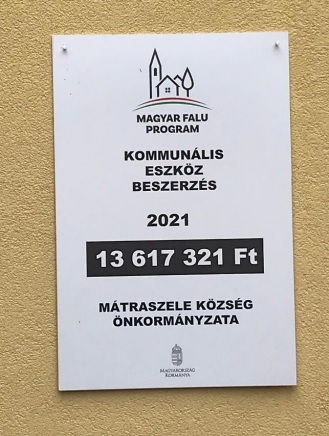 MAGYAR FALU
PROGRAM
KOMMUNÁLIS
ESZKÖZ
BESZERZÉS
2021
13 617 321 Ft
MÁTRASZELE KÖZSÉG
ÖNKORMÁNYZATA
MAGYARORSZÁG
KORMÁNYA